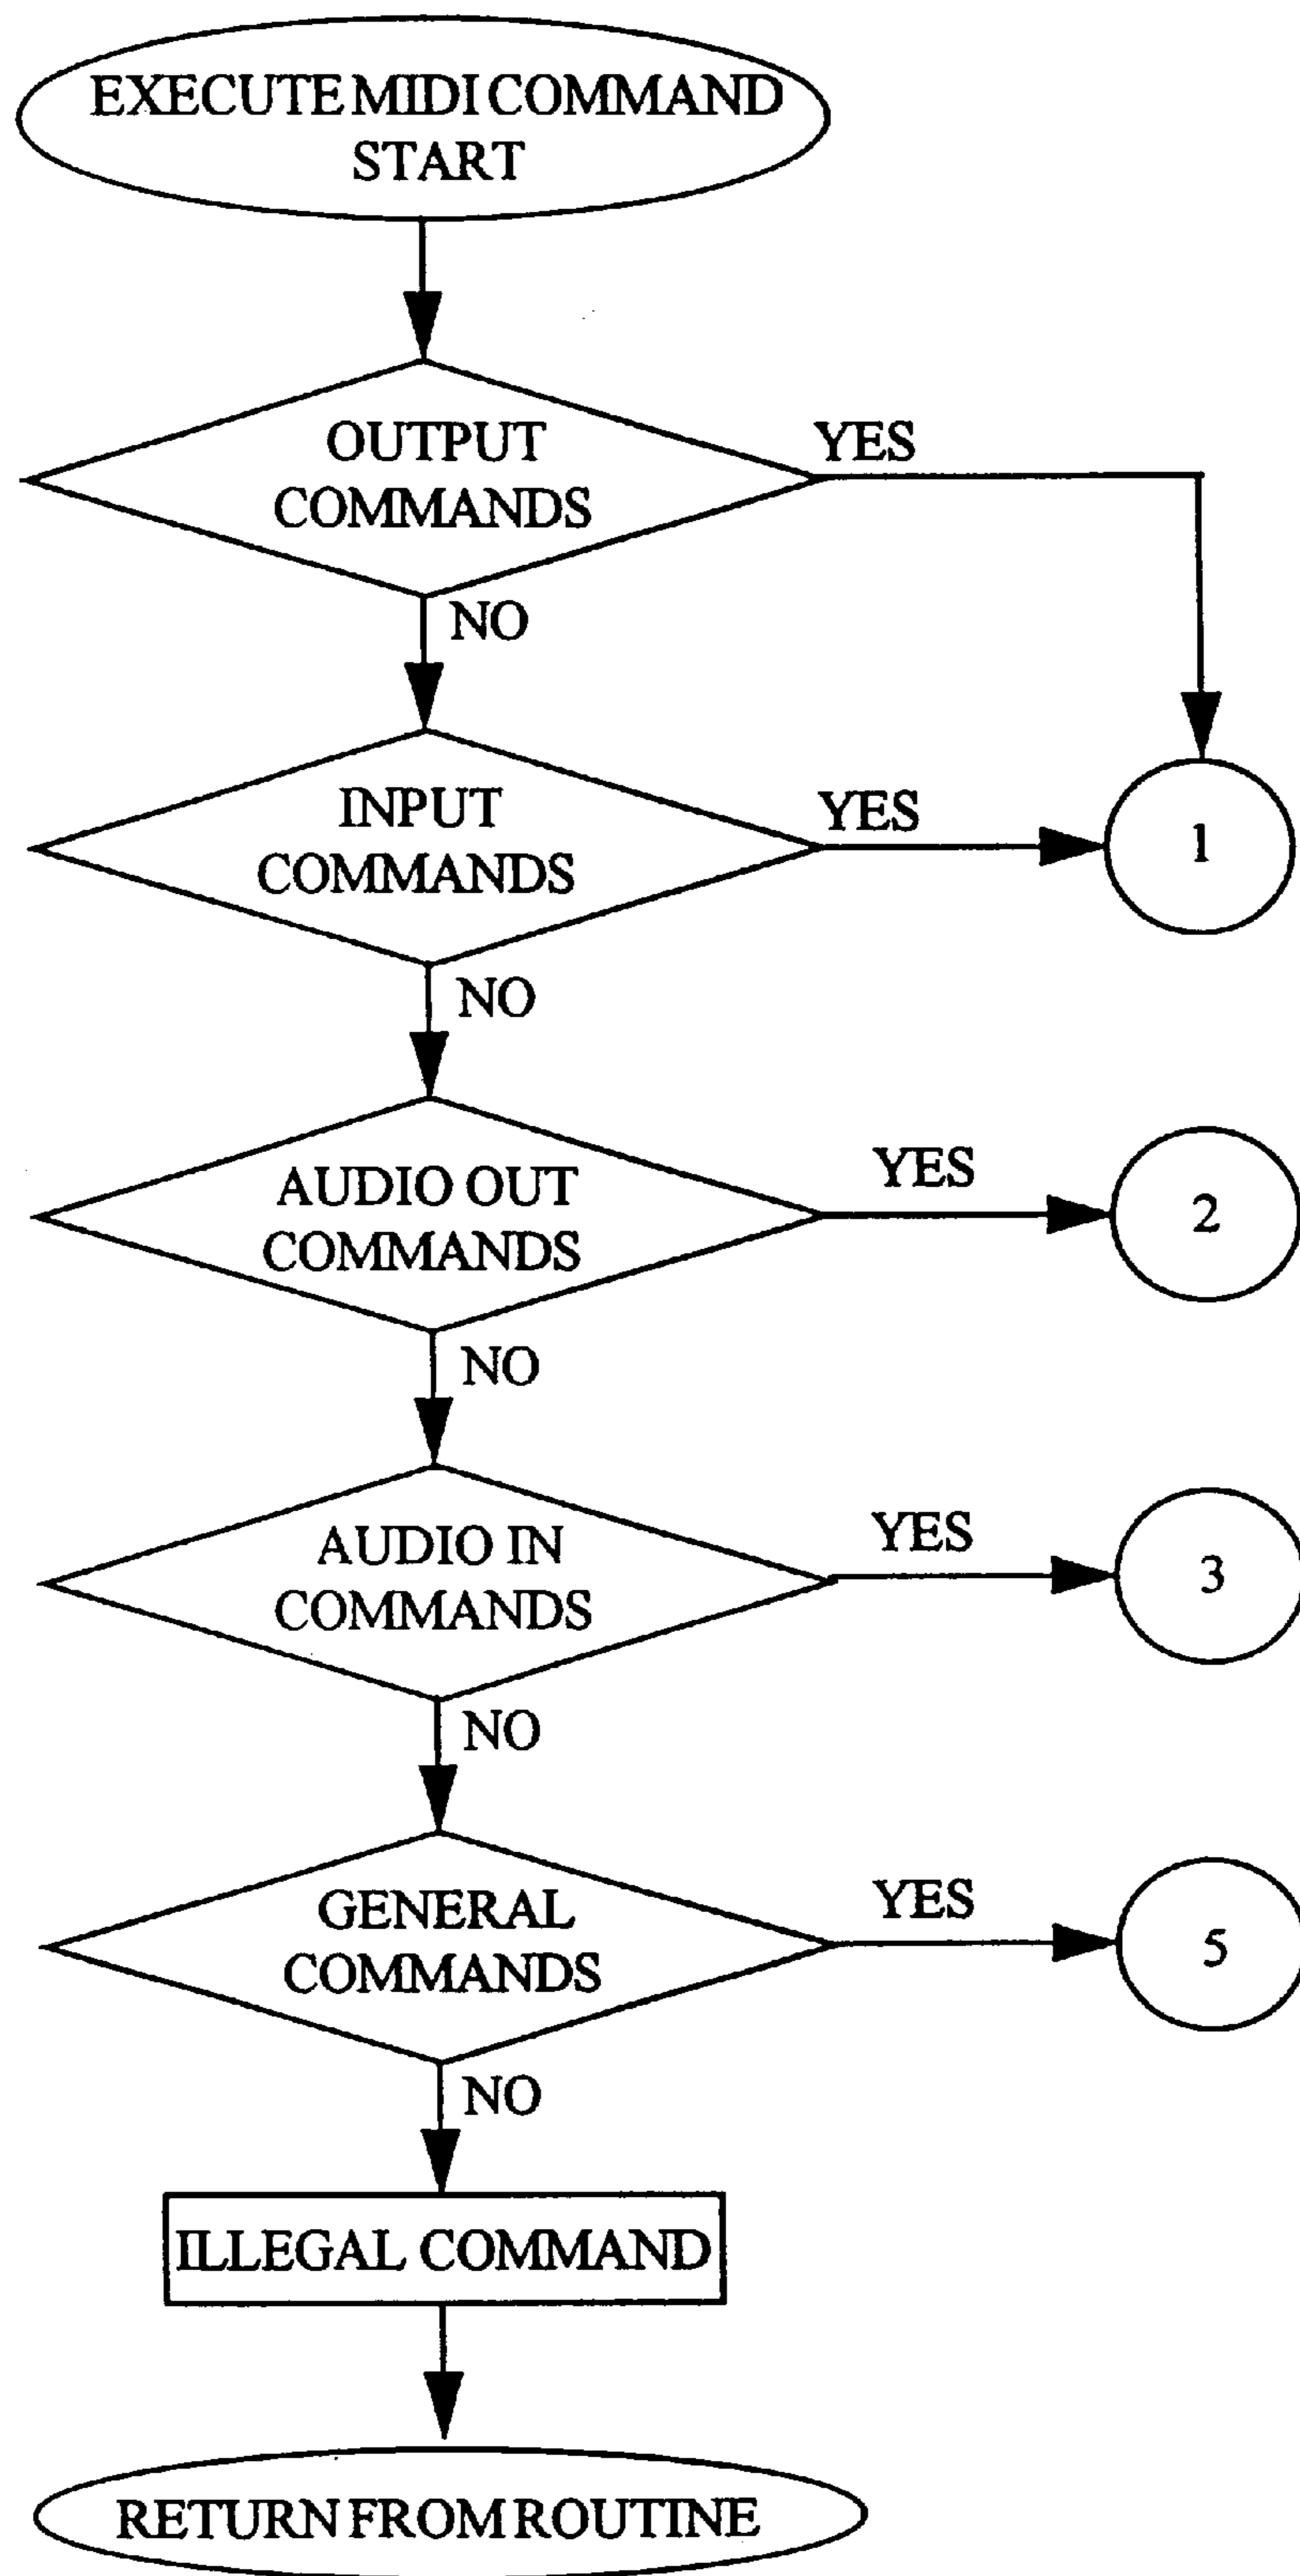 EXECUTE MIDI COMMAND
START
OUTPUT
COMMANDS
YES
NO
INPUT
COMMANDS
YES
1
NO
AUDIO OUT
COMMANDS
YES
2
NO
AUDIO IN
COMMANDS
YES
3
NO
GENERAL
COMMANDS
YES
5
NO
ILLEGAL COMMAND
RETURN FROM ROUTINE